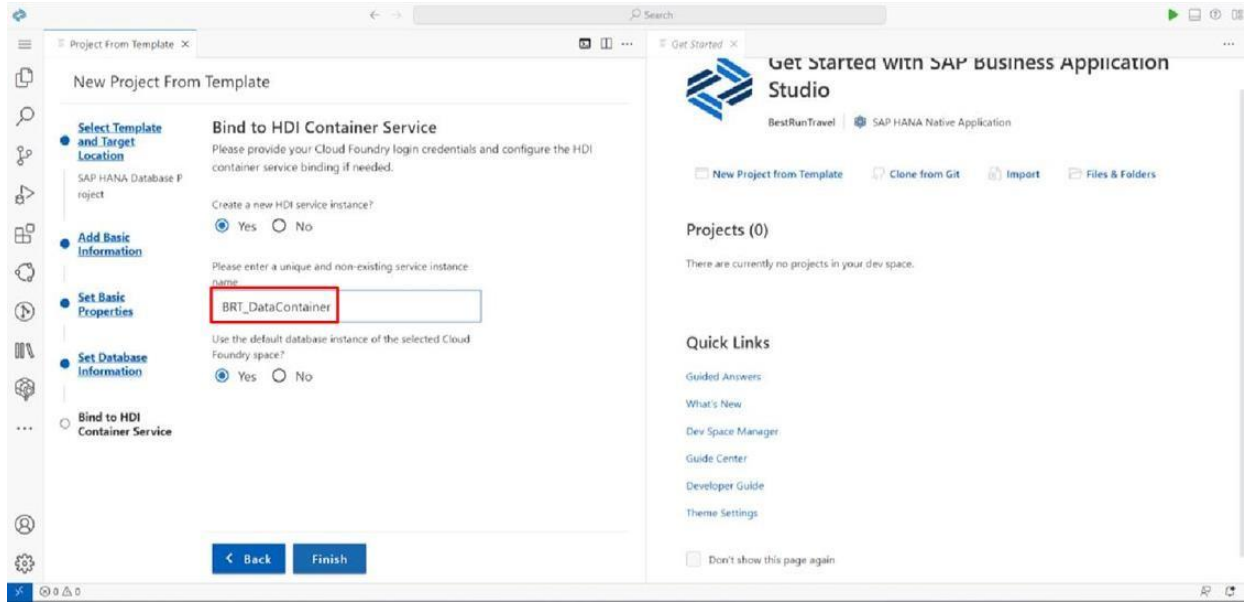 Search
Project From Template
Get Started
New Project From Template
Select Template
and Target
Location
SAP HANA Database P
roject
Add Basic
Information
Set Basic
Properties
Set Database
Information
Bind to HDI
Container Service
Bind to HDI Container Service
Please provide your Cloud Foundry login credentials and configure the HDI
container service binding if needed.
Create a new HDI service instance?
Yes No
Please enter a unique and non-existing service instance
name
BRT_DataContainer
Use the default database instance of the selected Cloud
Foundry space?
Yes No
< Back Finish
Get Started with SAP Business Application
Studio
BestRunTravel SAP HANA Native Application
New Project from Template Clone from Git Import Files & Folders
Projects (0)
There are currently no projects in your dev space.
Quick Links
Guided Answers
What's New
Dev Space Manager
Guide Center
Developer Guide
Theme Settings
Don't show this page again
0 0